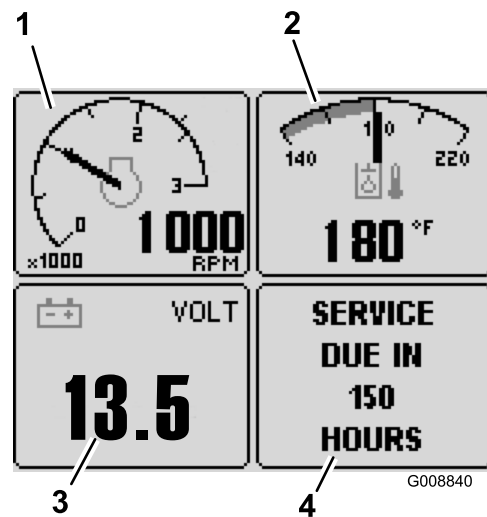 1
2
2
3
0
x1000
1000
RPM
140
220
180
°F
VOLT
- +
13.5
SERVICE
DUE IN
150
HOURS
G008840
3
4